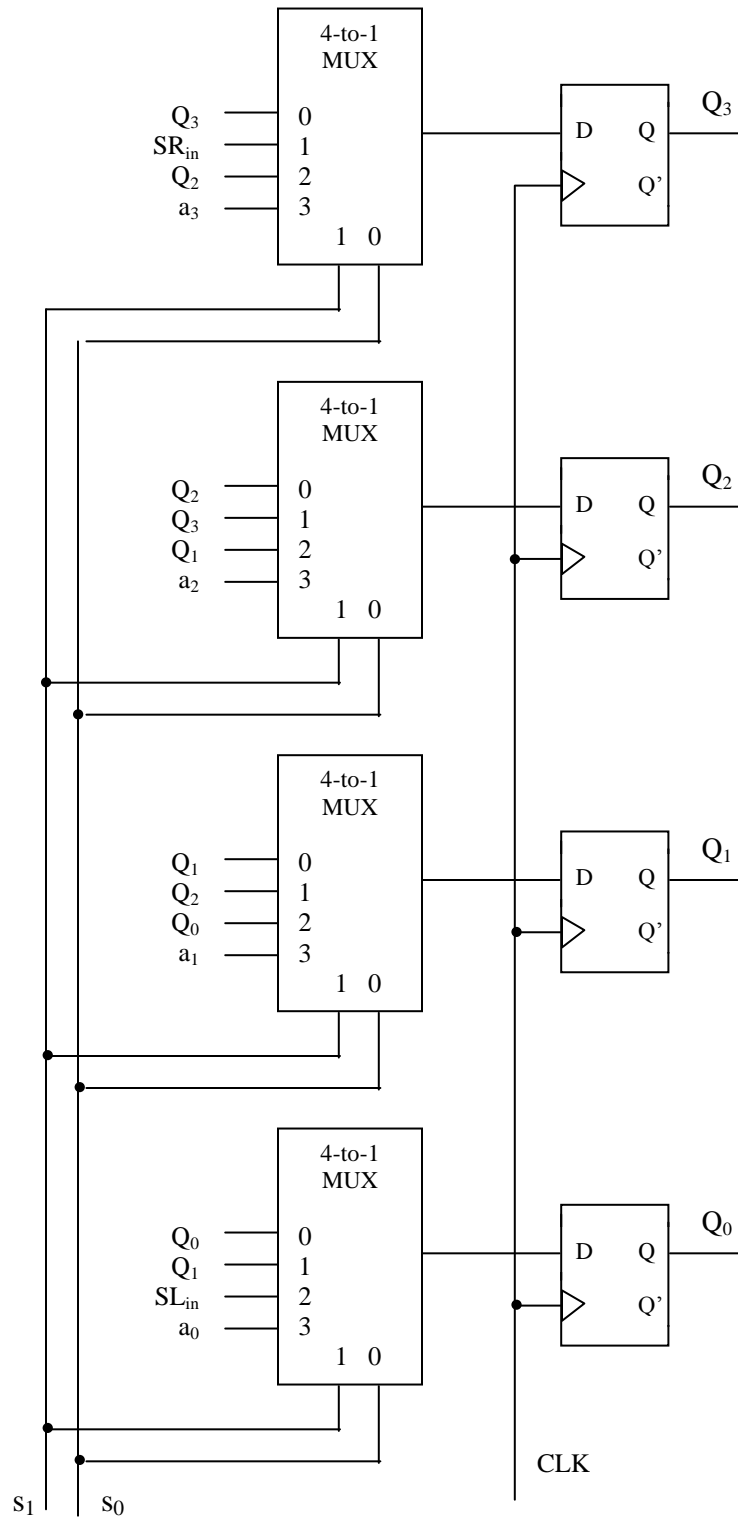 4-to-1
MUX
Q₃ 0
SRᵢₙ 1
Q₂ 2
a₃ 3
1 0
D Q Q₃
Q’
4-to-1
MUX
Q₂ 0
Q₃ 1
Q₁ 2
a₂ 3
1 0
D Q Q₂
Q’
4-to-1
MUX
Q₁ 0
Q₂ 1
Q₀ 2
a₁ 3
1 0
D Q Q₁
Q’
4-to-1
MUX
Q₀ 0
Q₁ 1
SLᵢₙ 2
a₀ 3
1 0
D Q Q₀
Q’
CLK
s₁ s₀